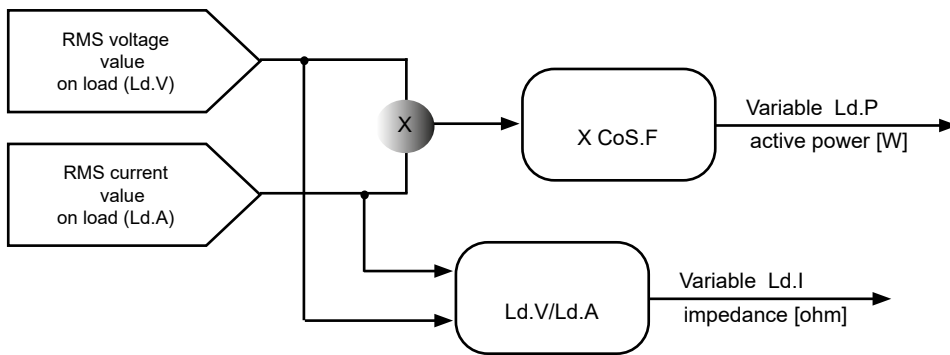 RMS voltage
value
on load (Ld.V)
X
X CoS.F
Variable Ld.P
active power [W]
RMS current
value
on load (Ld.A)
Ld.V/Ld.A
Variable Ld.I
impedance [ohm]